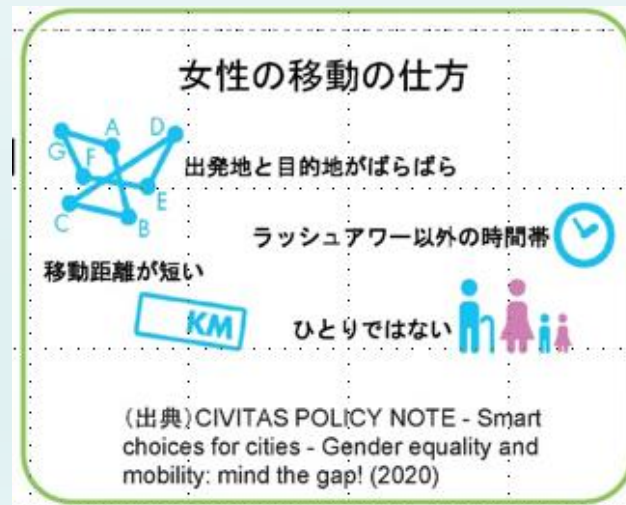 女性の移動の仕方
A
D
G
F
E
C
B
出発地と目的地がばらばら
ラッシュアワー以外の時間帯
移動距離が短い
KM
ひとりではない
(出典)CIVITAS POLICY NOTE - Smart
choices for cities - Gender equality and
mobility: mind the gap! (2020)